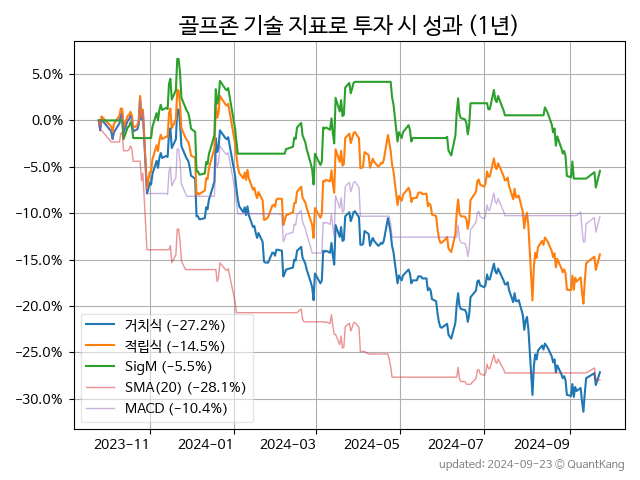 골프존 기술 지표로 투자 시 성과 (1년)
5.0%
0.0%
−5.0%
−10.0%
−15.0%
−20.0%
−25.0%
−30.0%
거치식 (−27.2%)
적립식 (−14.5%)
SigM (−5.5%)
SMA(20) (−28.1%)
MACD (−10.4%)
2023-11 2024-01 2024-03 2024-05 2024-07 2024-09
updated: 2024-09-23 © QuantKang